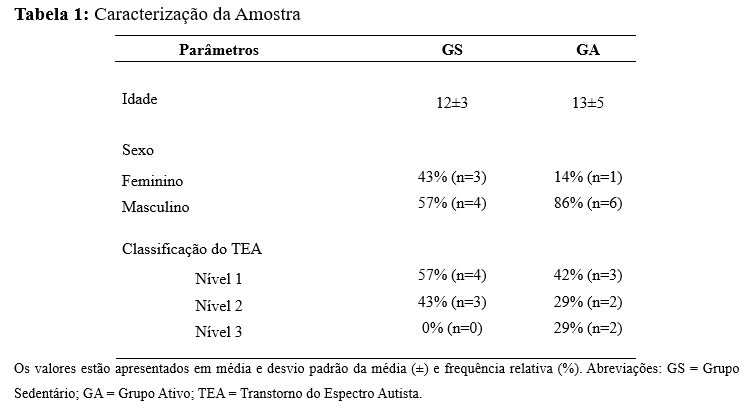 Tabela 1: Caracterização da Amostra
Parâmetros GS GA
Idade 12±3 13±5
Sexo
Feminino 43% (n=3) 14% (n=1)
Masculino 57% (n=4) 86% (n=6)
Classificação do TEA
Nível 1 57% (n=4) 42% (n=3)
Nível 2 43% (n=3) 29% (n=2)
Nível 3 0% (n=0) 29% (n=2)
Os valores estão apresentados em média e desvio padrão da média (±) e frequência relativa (%). Abreviações: GS = Grupo
Sedentário; GA = Grupo Ativo; TEA = Transtorno do Espectro Autista.